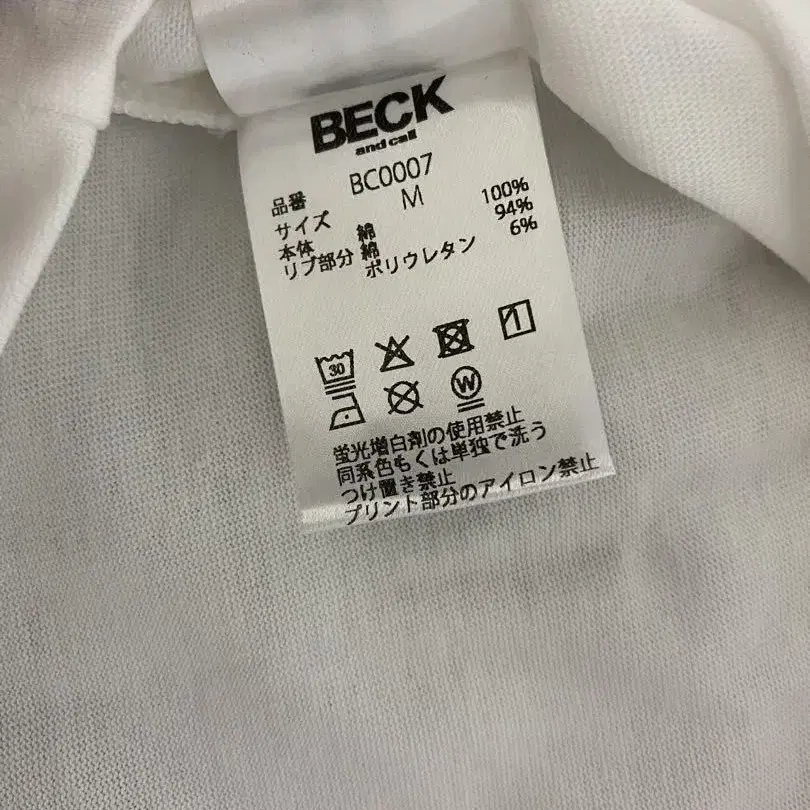 BECK
and call
品番 BC0007
サイズ M
本体 綿 100%
リブ部分 綿 94%
ポリウレタン 6%
30
W
蛍光増白剤の使用禁止
同系色もくは単独で洗う
つけ置き禁止
プリント部分のアイロン禁止